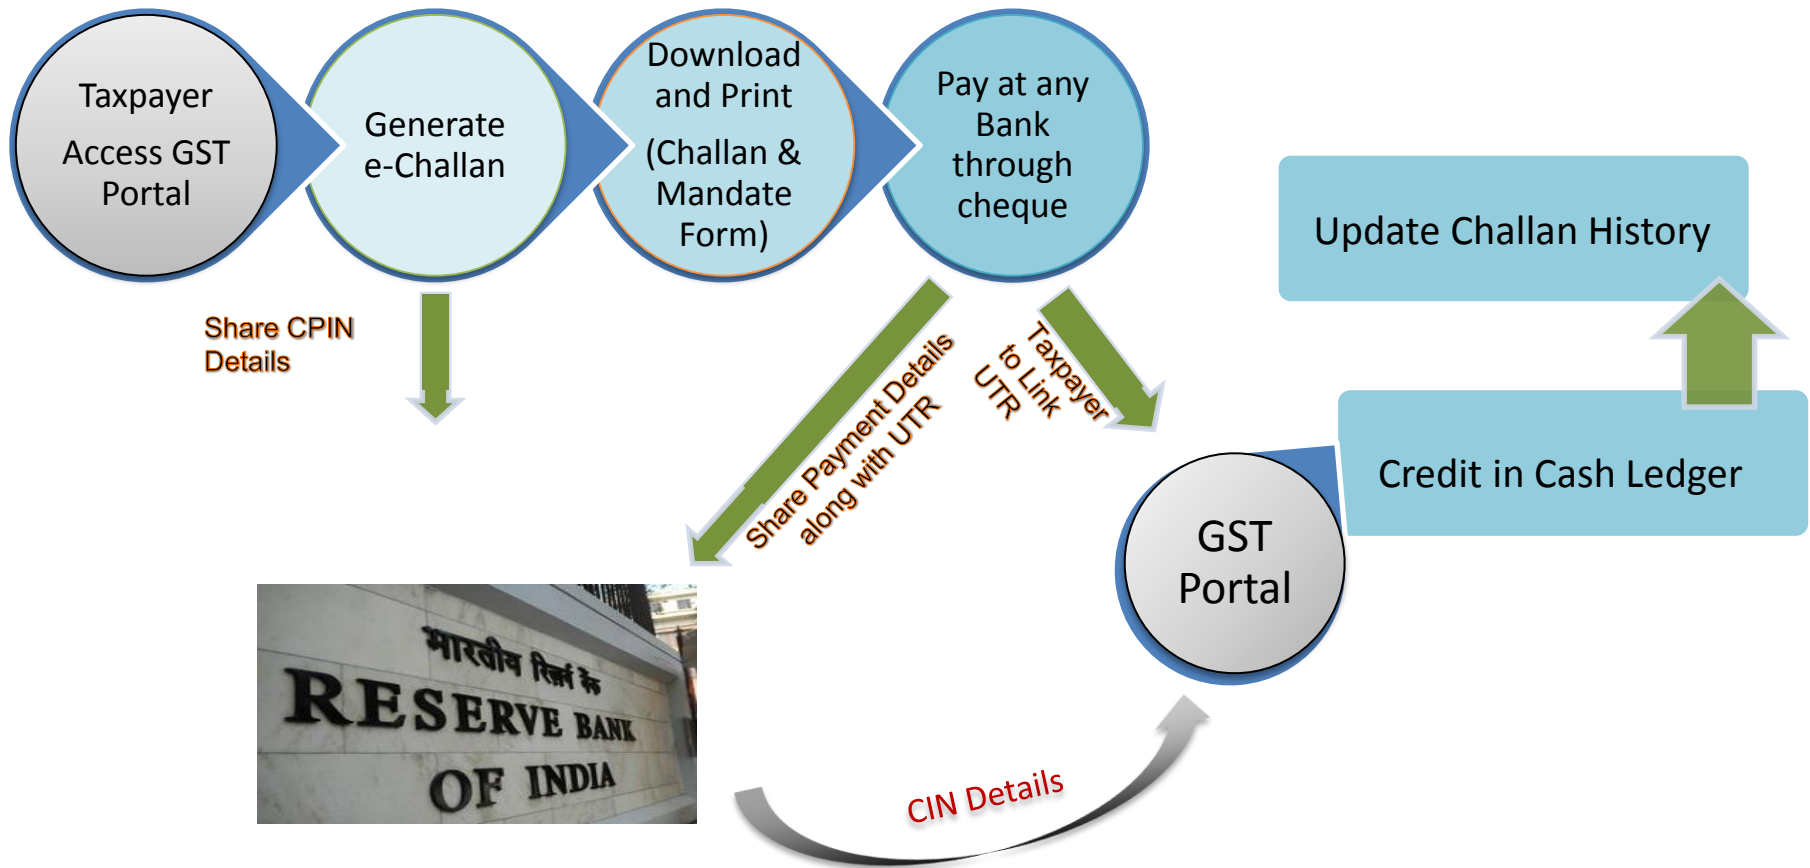 Taxpayer
Access GST
Portal
Generate
e-Challan
Download
and Print
(Challan &
Mandate
Form)
Pay at any
Bank
through
cheque
Share CPIN
Details
Share Payment Details
along with UTR
Taxpayer
to Link
UTR
Update Challan History
Credit in Cash Ledger
GST
Portal
भारतीय रिज़र्व बैंक
RESERVE BANK
OF INDIA
CIN Details